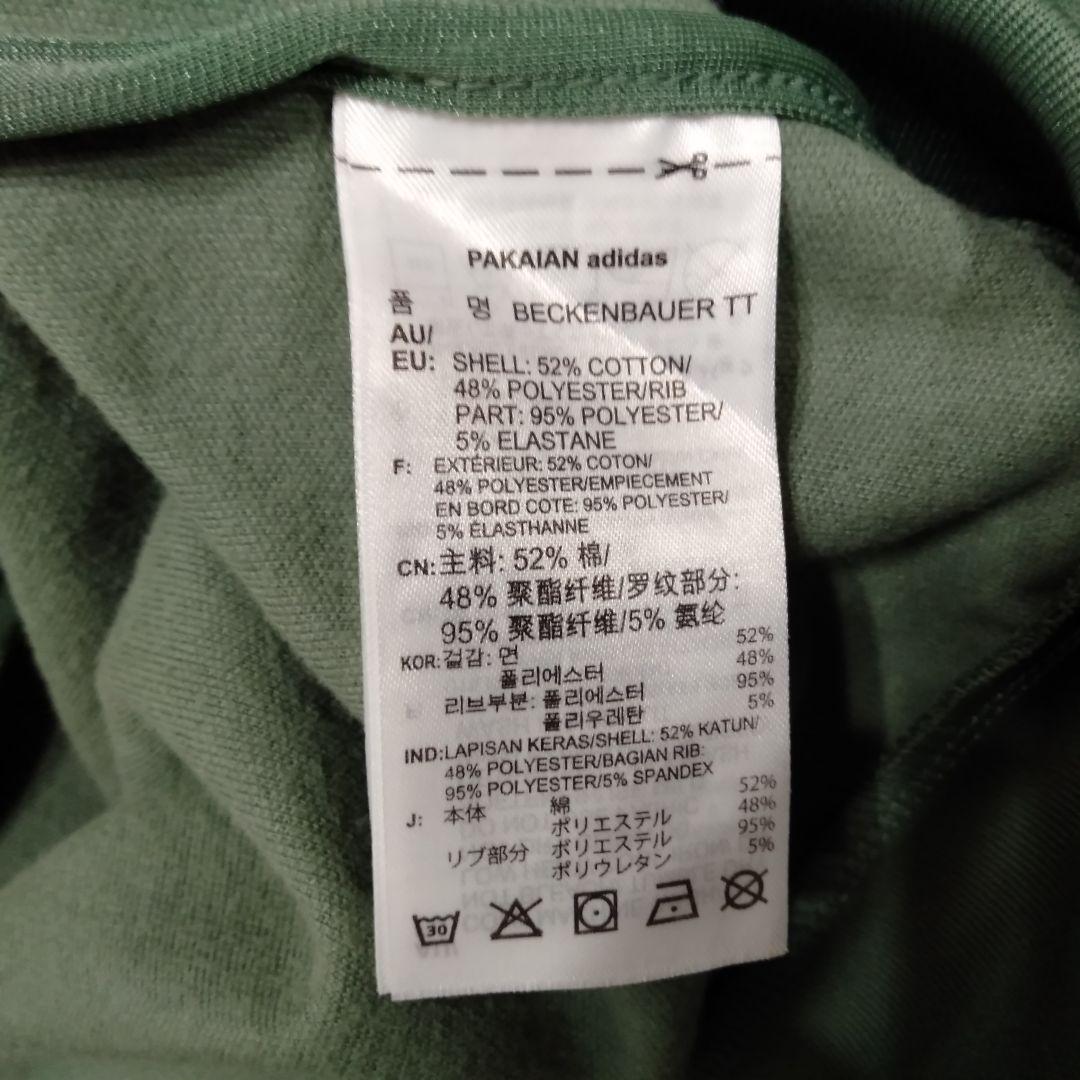 PAKAIAN adidas
품 명 BECKENBAUER TT
AU/
EU: SHELL: 52% COTTON/
48% POLYESTER/RIB
PART: 95% POLYESTER/
5% ELASTANE
F: EXTÉRIEUR: 52% COTON/
48% POLYESTER/EMPIECEMENT
EN BORD COTE: 95% POLYESTER/
5% ÉLASTHANNE
CN: 主料: 52% 棉/
48% 聚酯纤维/罗纹部分:
95% 聚酯纤维/5% 氨纶
KOR: 겉감: 면 52%
폴리에스터 48%
리브부분: 폴리에스터 95%
폴리우레탄 5%
IND: LAPISAN KERAS/SHELL: 52% KATUN/
48% POLYESTER/BAGIAN RIB:
95% POLYESTER/5% SPANDEX
J: 本体 綿 52%
ポリエステル 48%
リブ部分 ポリエステル 95%
ポリウレタン 5%
30